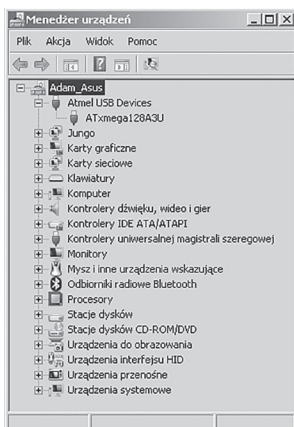 Menedżer urządzeń
Plik Akcja Widok Pomoc
Adam_Asus
Atmel USB Devices
ATxmega128A3U
Jungo
Karty graficzne
Karty sieciowe
Klawiatury
Komputer
Kontrolery dźwięku, wideo i gier
Kontrolery IDE ATA/ATAPI
Kontrolery uniwersalnej magistrali szeregowej
Monitory
Mysz i inne urządzenia wskazujące
Odbiorniki radiowe Bluetooth
Procesory
Stacje dysków
Stacje dysków CD-ROM/DVD
Urządzenia do obrazowania
Urządzenia interfejsu HID
Urządzenia przenośne
Urządzenia systemowe